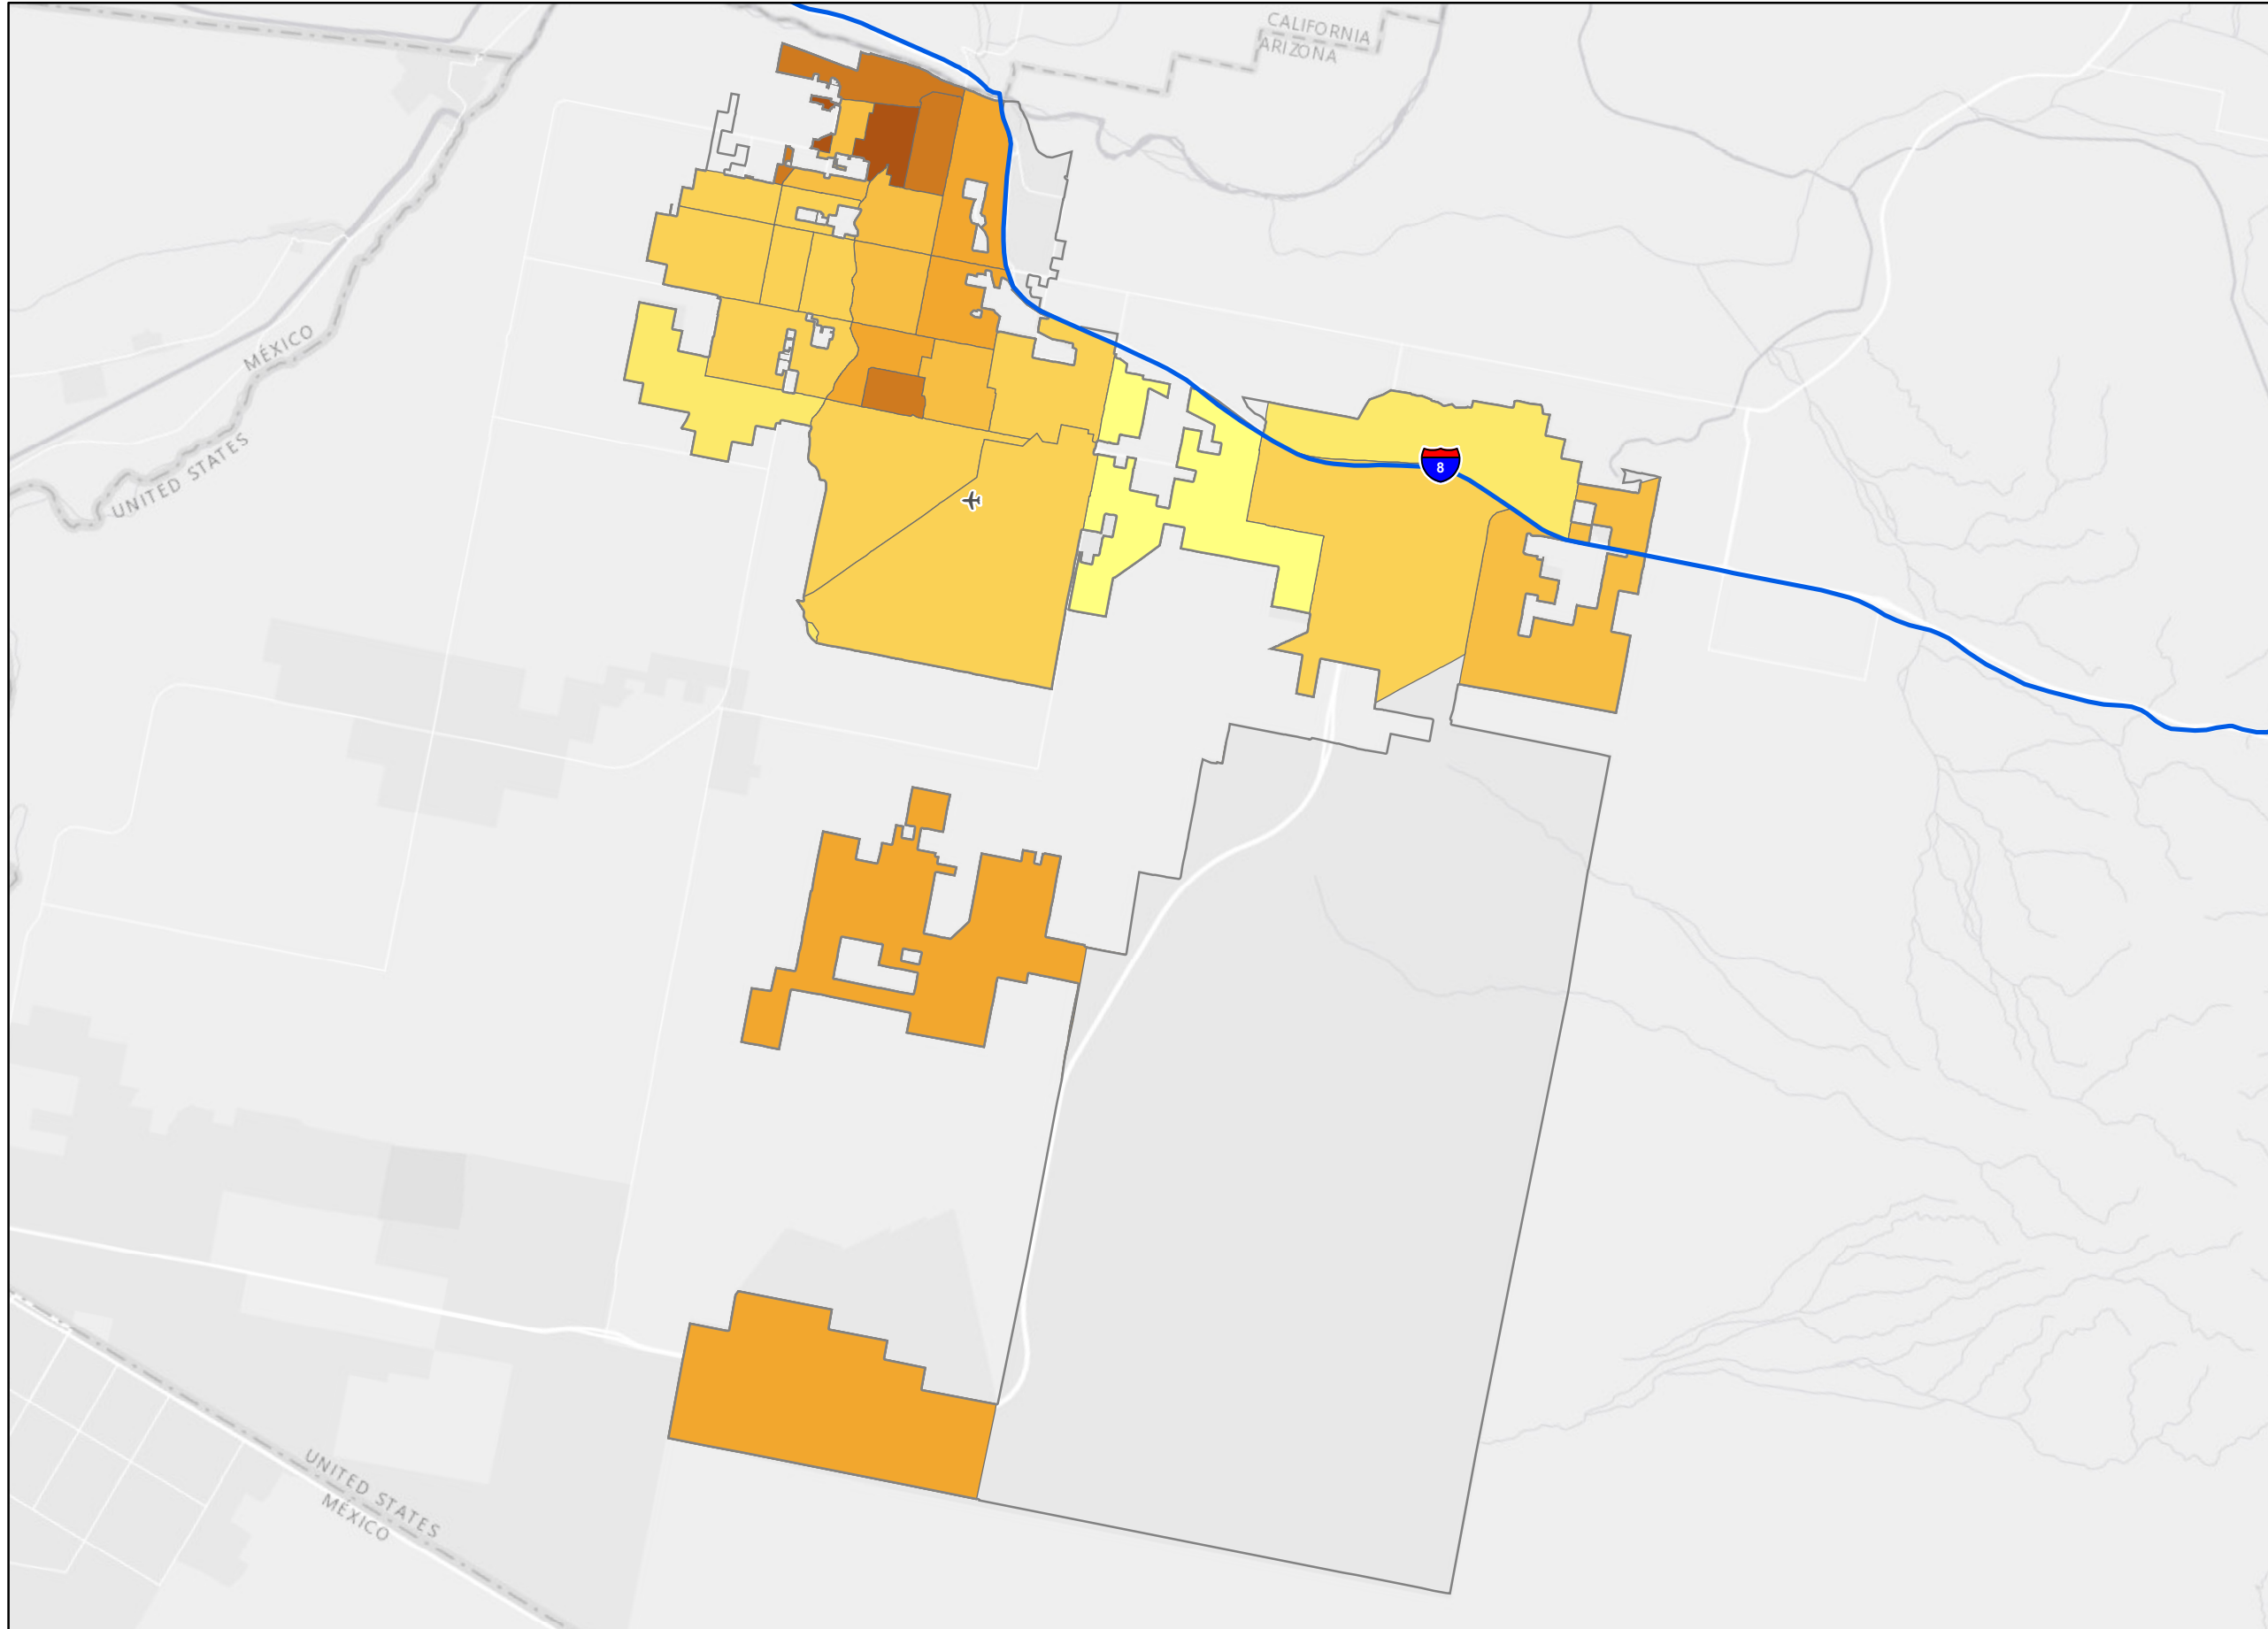 CALIFORNIA
ARIZONA
MÉXICO
UNITED STATES
8
UNITED STATES
MÉXICO